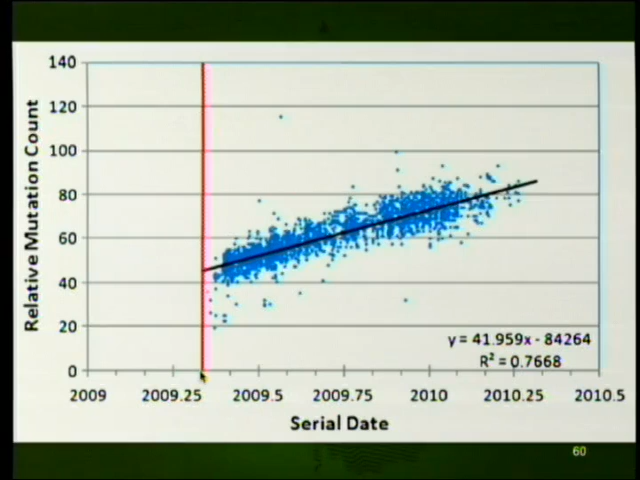 140
120
100
80
60
40
20
0
Relative Mutation Count
y = 41.959x - 84264
R² = 0.7668
2009 2009.25 2009.5 2009.75 2010 2010.25 2010.5
Serial Date
60